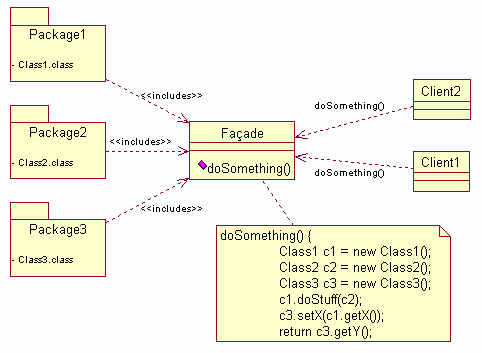 Package1
- Class1.class
<<includes>>
Package2
- Class2.class
<<includes>>
Package3
- Class3.class
<<includes>>
Façade
doSomething()
Client2
doSomething()
Client1
doSomething()
doSomething() {
Class1 c1 = new Class1();
Class2 c2 = new Class2();
Class3 c3 = new Class3();
c1.doStuff(c2);
c3.setX(c1.getX());
return c3.getY();